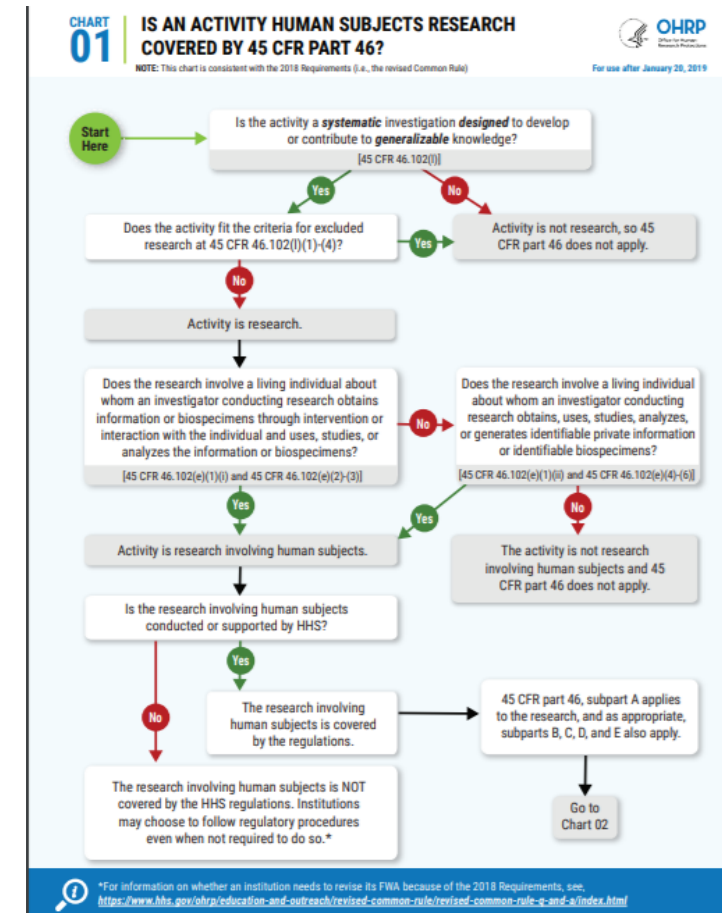 CHART
01
IS AN ACTIVITY HUMAN SUBJECTS RESEARCH
COVERED BY 45 CFR PART 46?
NOTE: This chart is consistent with the 2018 Requirements (i.e., the revised Common Rule)
OHRP
Office for Human
Research Protections
For use after January 20, 2019
Start
Here
Is the activity a systematic investigation designed to develop
or contribute to generalizable knowledge?
[45 CFR 46.102(l)]
Yes
No
Does the activity fit the criteria for excluded
research at 45 CFR 46.102(l)(1)-(4)?
Yes
Activity is not research, so 45
CFR part 46 does not apply.
No
Activity is research.
Does the research involve a living individual about
whom an investigator conducting research obtains
information or biospecimens through intervention or
interaction with the individual and uses, studies, or
analyzes the information or biospecimens?
[45 CFR 46.102(e)(1)(i) and 45 CFR 46.102(e)(2)-(3)]
No
Does the research involve a living individual
about whom an investigator conducting
research obtains, uses, studies, analyzes,
or generates identifiable private information
or identifiable biospecimens?
[45 CFR 46.102(e)(1)(ii) and 45 CFR 46.102(e)(4)-(6)]
Yes
Yes
No
Activity is research involving human subjects.
The activity is not research
involving human subjects and 45
CFR part 46 does not apply.
Is the research involving human subjects
conducted or supported by HHS?
Yes
No
The research involving
human subjects is covered
by the regulations.
45 CFR part 46, subpart A applies
to the research, and as appropriate,
subparts B, C, D, and E also apply.
The research involving human subjects is NOT
covered by the HHS regulations. Institutions
may choose to follow regulatory procedures
even when not required to do so.*
Go to
Chart 02
*For information on whether an institution needs to revise its FWA because of the 2018 Requirements, see,
https://www.hhs.gov/ohrp/education-and-outreach/revised-common-rule/revised-common-rule-q-and-a/index.html